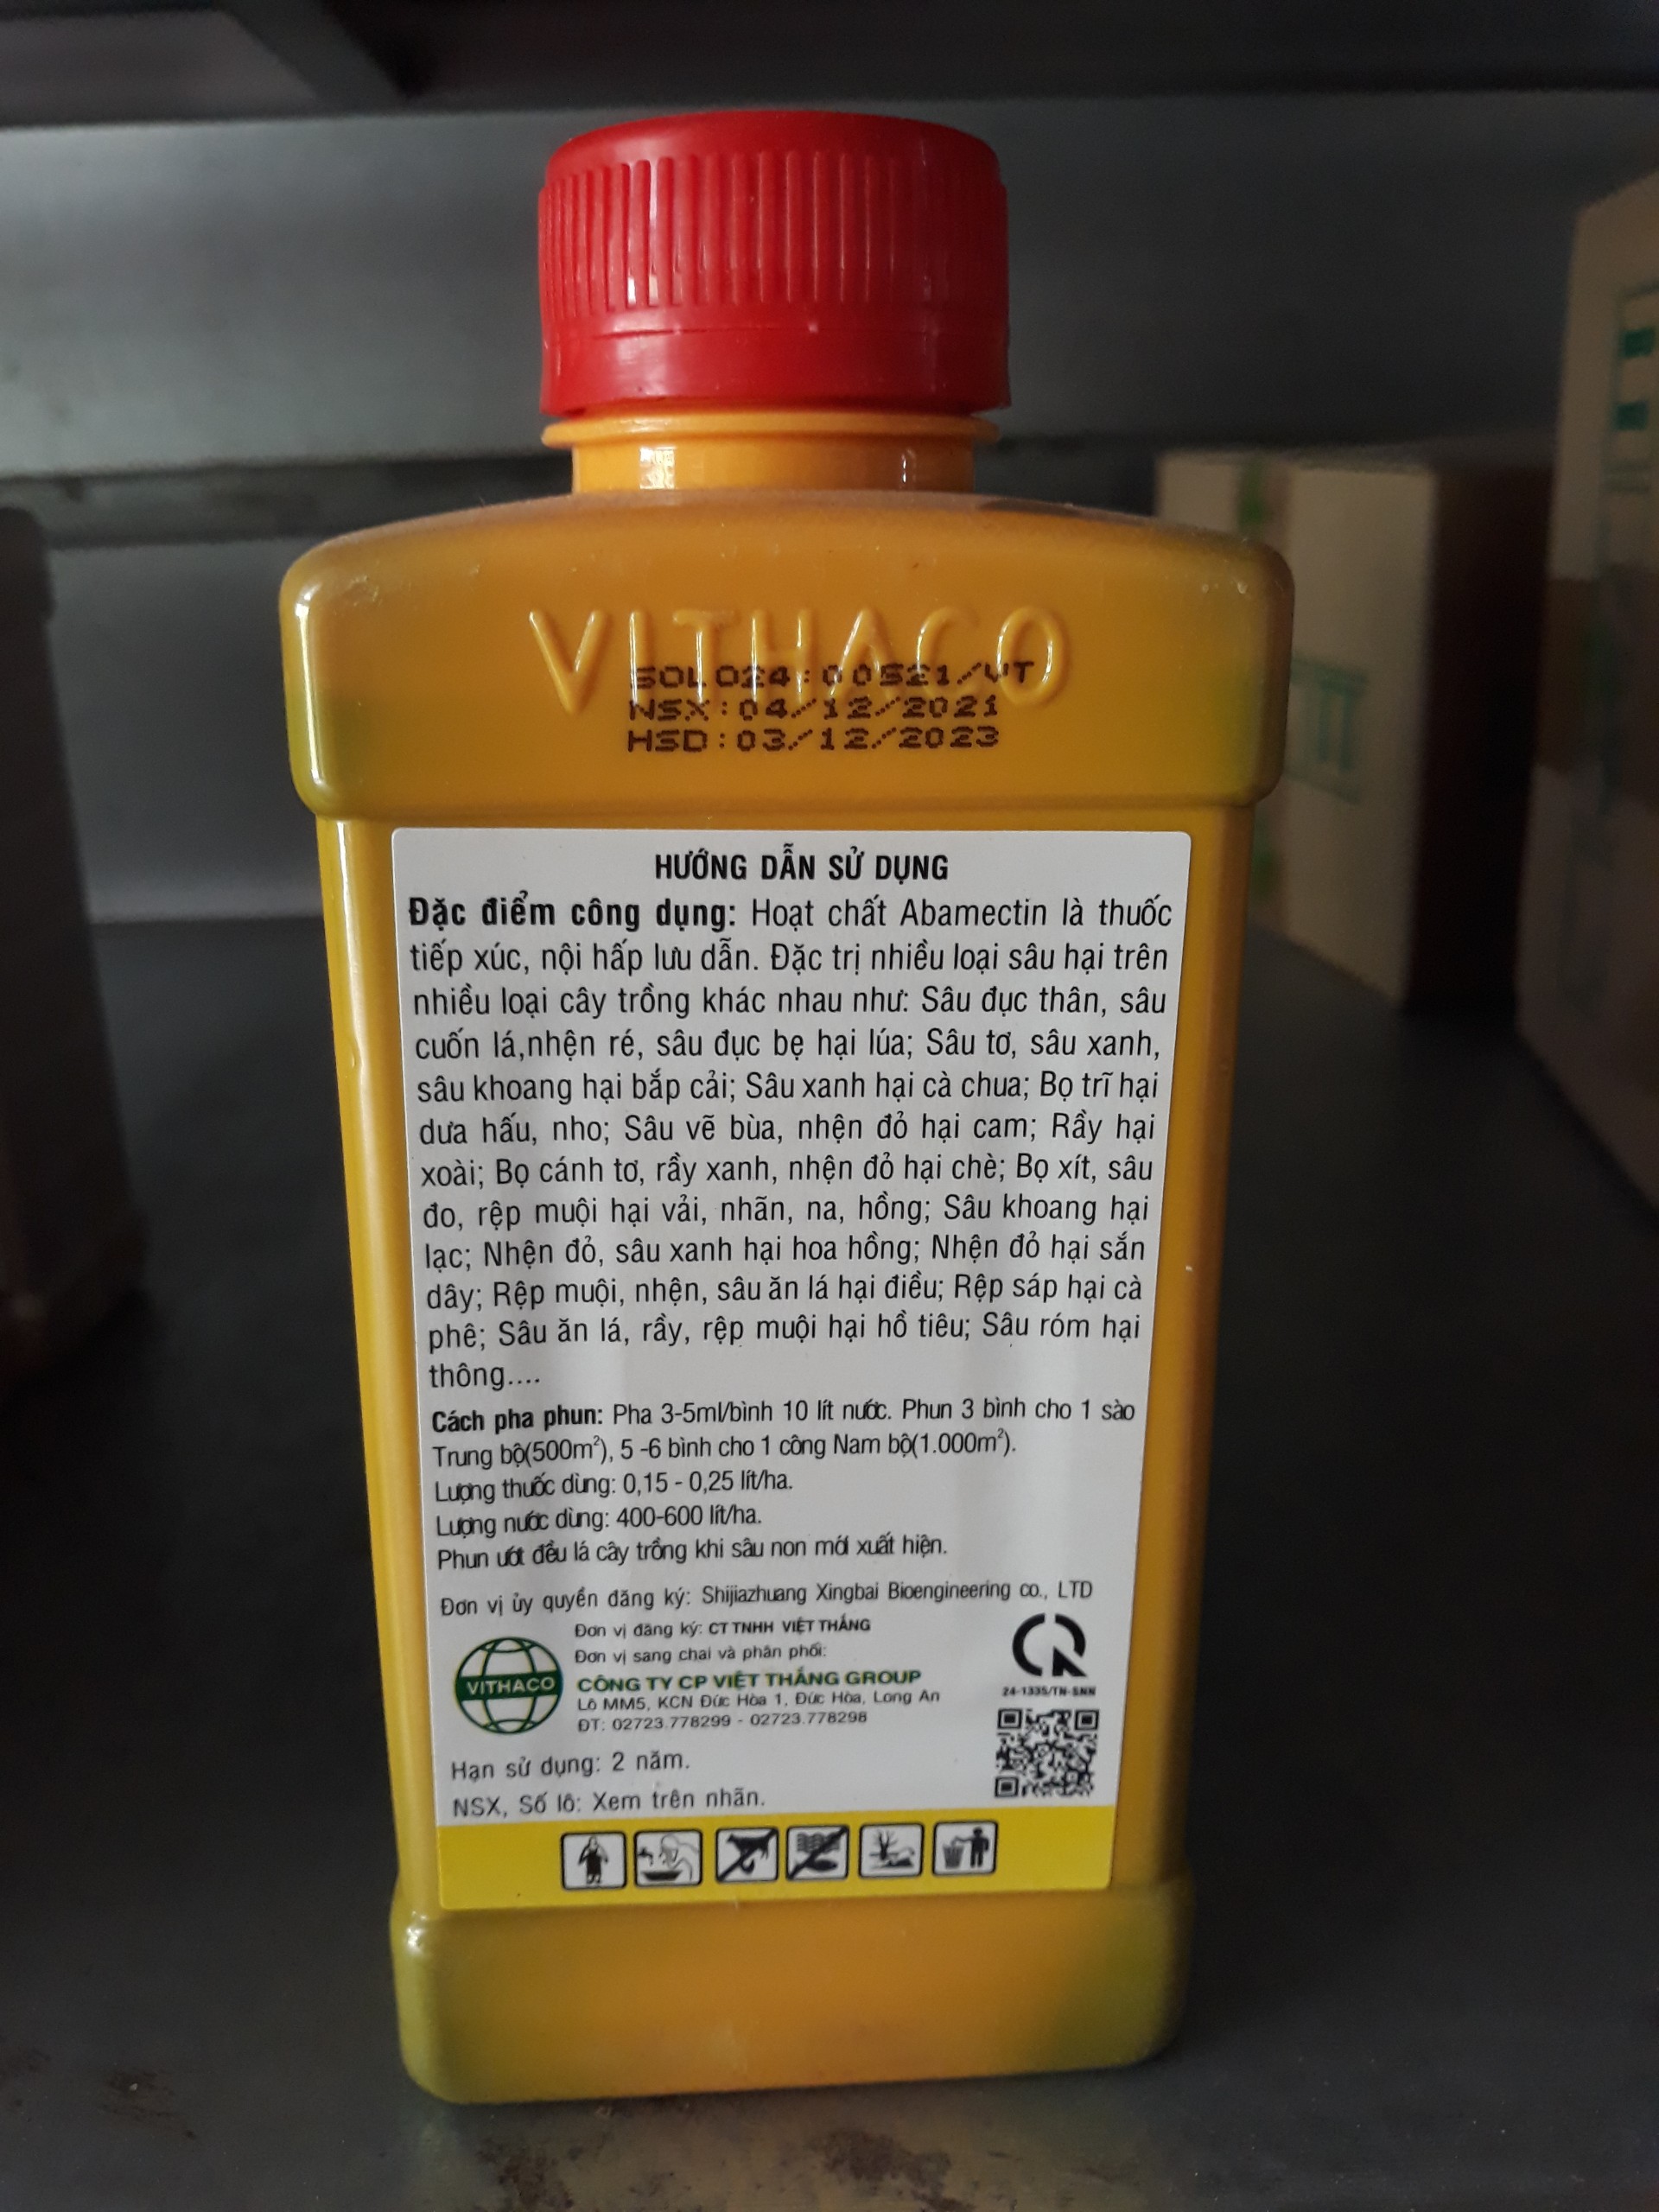 VITHACO
SOLO24:00521/VT
NSX:04/12/2021
HSD:03/12/2023
HƯỚNG DẪN SỬ DỤNG
Đặc điểm công dụng: Hoạt chất Abamectin là thuốc
tiếp xúc, nội hấp lưu dẫn. Đặc trị nhiều loại sâu hại trên
nhiều loại cây trồng khác nhau như: Sâu đục thân, sâu
cuốn lá,nhện ré, sâu đục bẹ hại lúa; Sâu tơ, sâu xanh,
sâu khoang hại bắp cải; Sâu xanh hại cà chua; Bọ trĩ hại
dưa hấu, nho; Sâu vẽ bùa, nhện đỏ hại cam; Rầy hại
xoài; Bọ cánh tơ, rầy xanh, nhện đỏ hại chè; Bọ xít, sâu
đo, rệp muội hại vải, nhãn, na, hồng; Sâu khoang hại
lạc; Nhện đỏ, sâu xanh hại hoa hồng; Nhện đỏ hại sắn
dây; Rệp muội, nhện, sâu ăn lá hại điều; Rệp sáp hại cà
phê; Sâu ăn lá, rầy, rệp muội hại hồ tiêu; Sâu róm hại
thông....
Cách pha phun: Pha 3-5ml/bình 10 lít nước. Phun 3 bình cho 1 sào
Trung bộ(500m²), 5 -6 bình cho 1 công Nam bộ(1.000m²).
Lượng thuốc dùng: 0,15 - 0,25 lít/ha.
Lượng nước dùng: 400-600 lít/ha.
Phun ướt đều lá cây trồng khi sâu non mới xuất hiện.
Đơn vị ủy quyền đăng ký: Shijiazhuang Xingbai Bioengineering co., LTD
Đơn vị đăng ký: CT TNHH VIỆT THẮNG
Đơn vị sang chai và phân phối:
CÔNG TY CP VIỆT THẮNG GROUP
Lô MM5, KCN Đức Hòa 1, Đức Hòa, Long An
ĐT: 02723.778299 - 02723.778298
VITHACO
24-1335/TN-SNN
Hạn sử dụng: 2 năm.
NSX, Số lô: Xem trên nhãn.